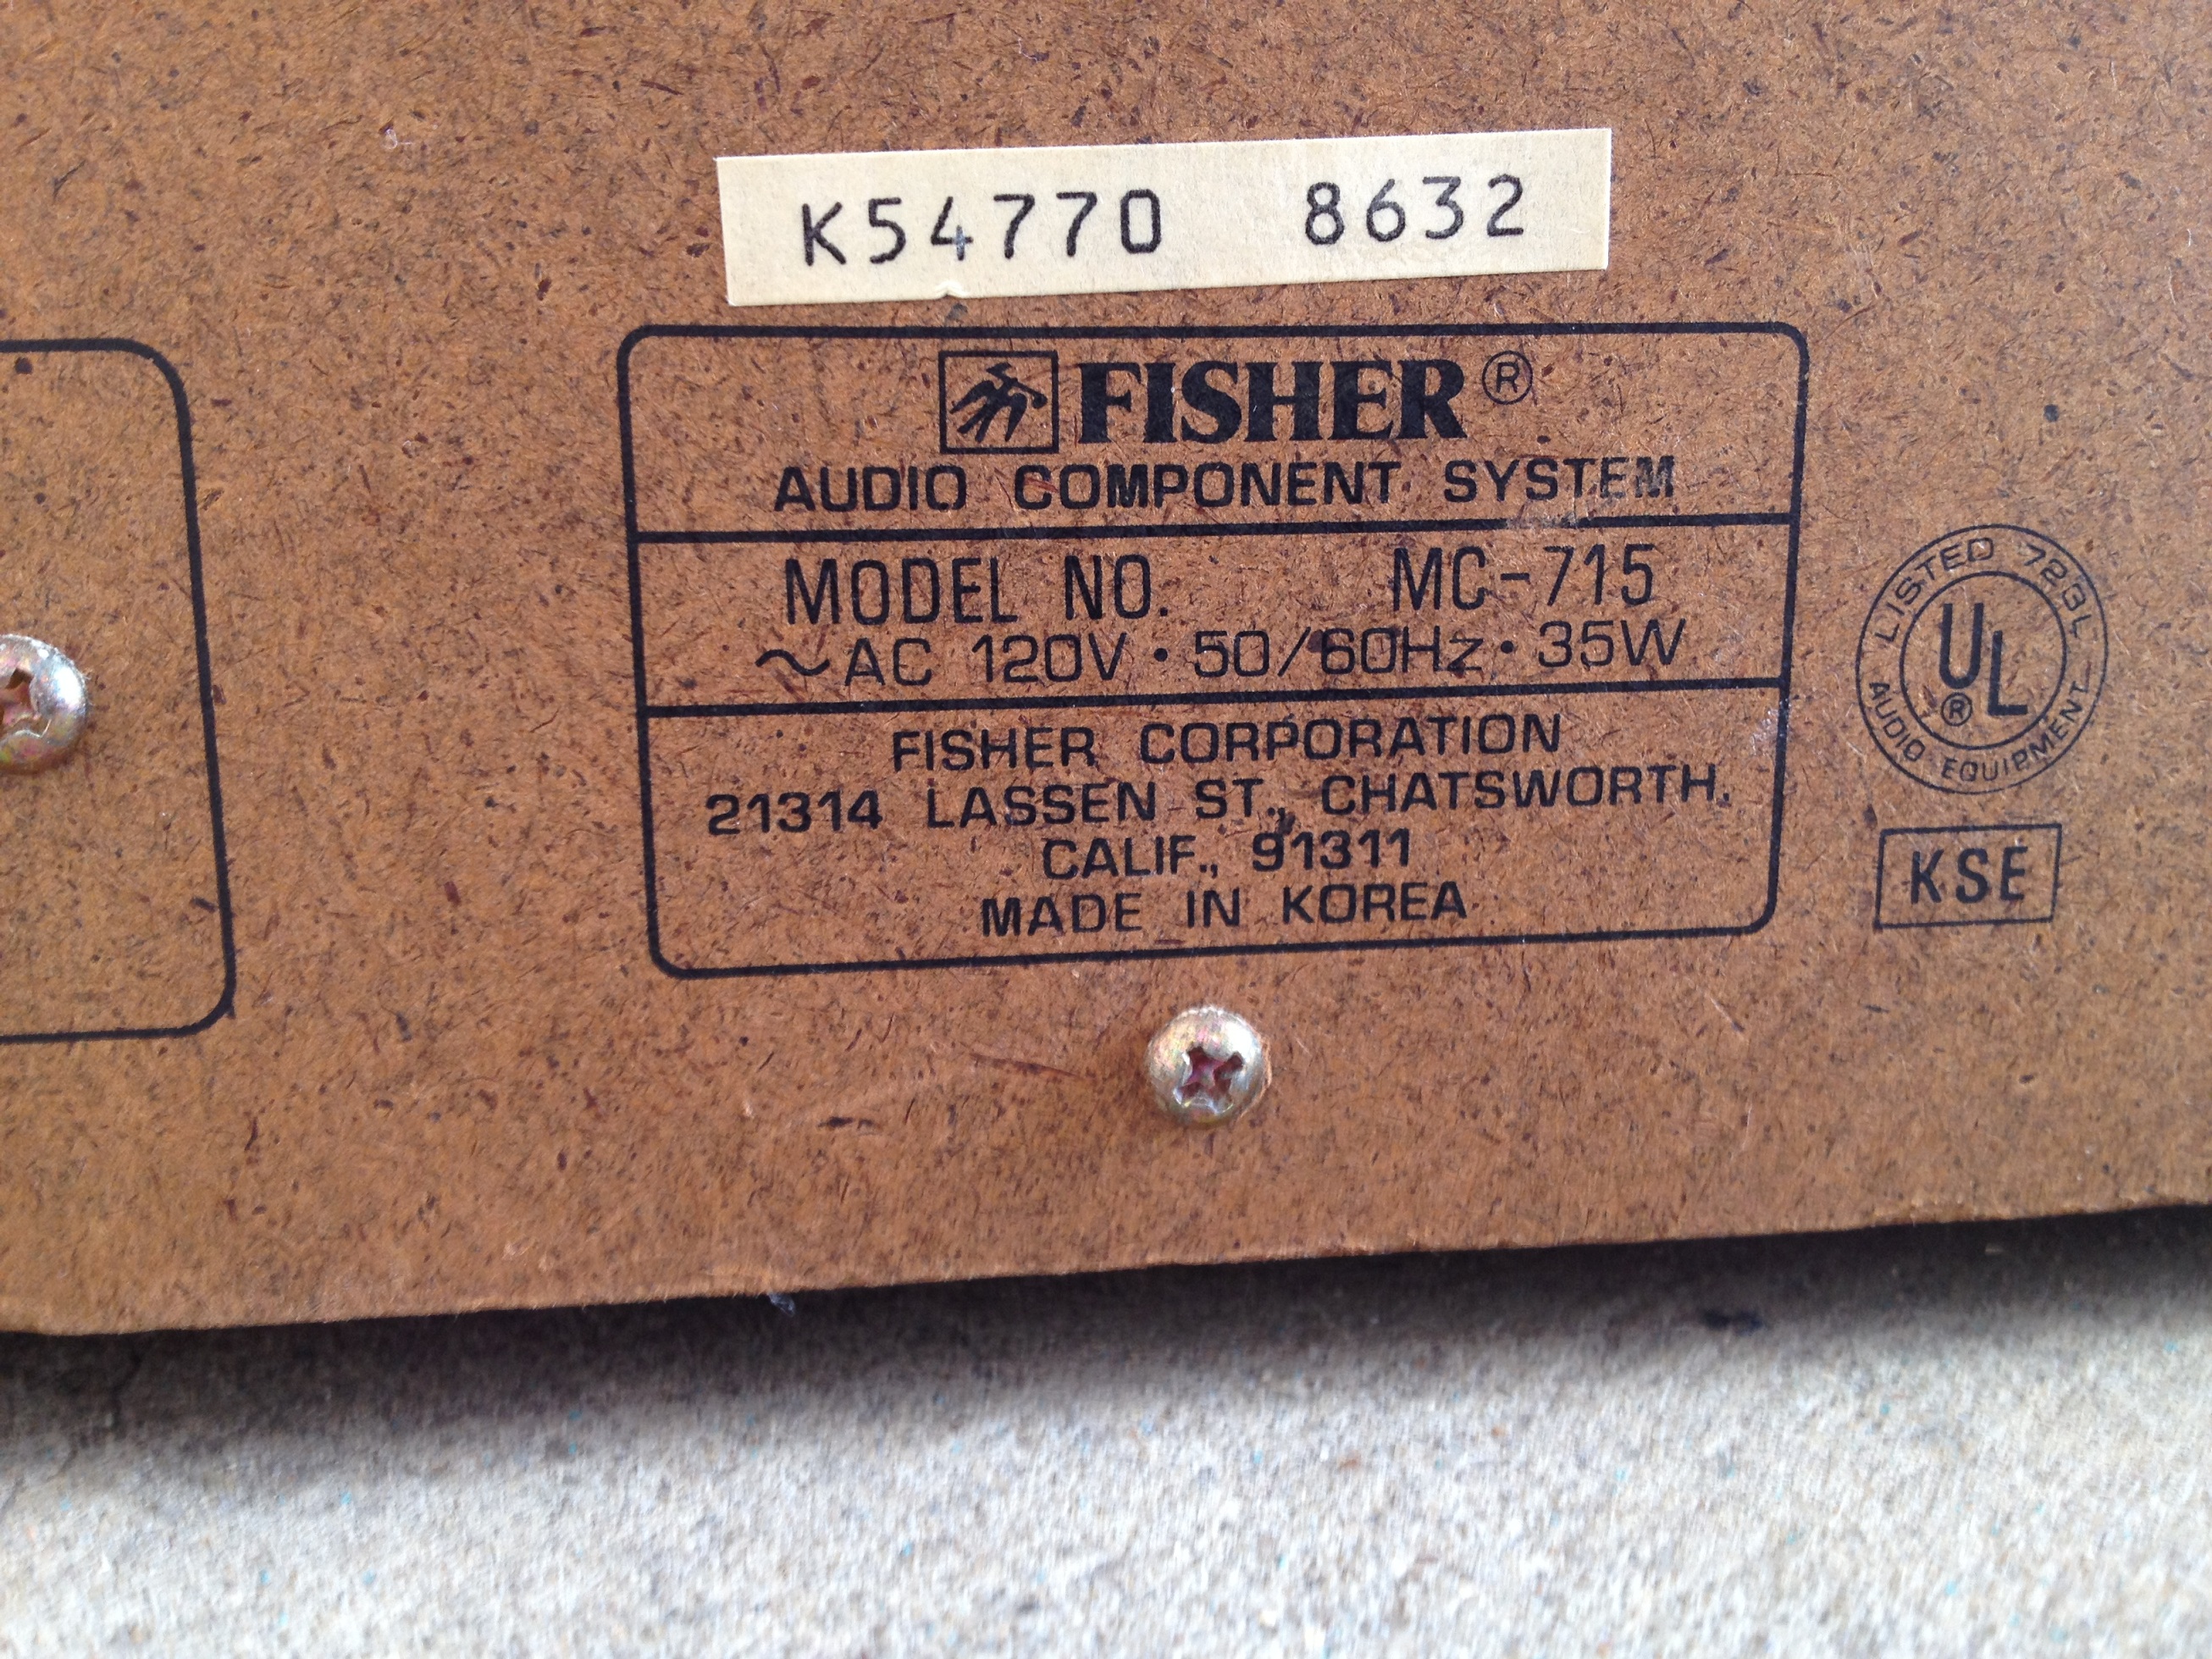 K54770 8632
FISHER®
AUDIO COMPONENT SYSTEM
MODEL NO. MC-715
~AC 120V · 50/60Hz · 35W
FISHER CORPORATION
21314 LASSEN ST., CHATSWORTH.
CALIF., 91311
MADE IN KOREA
LISTED 723L
UL®
AUDIO EQUIPMENT
KSE